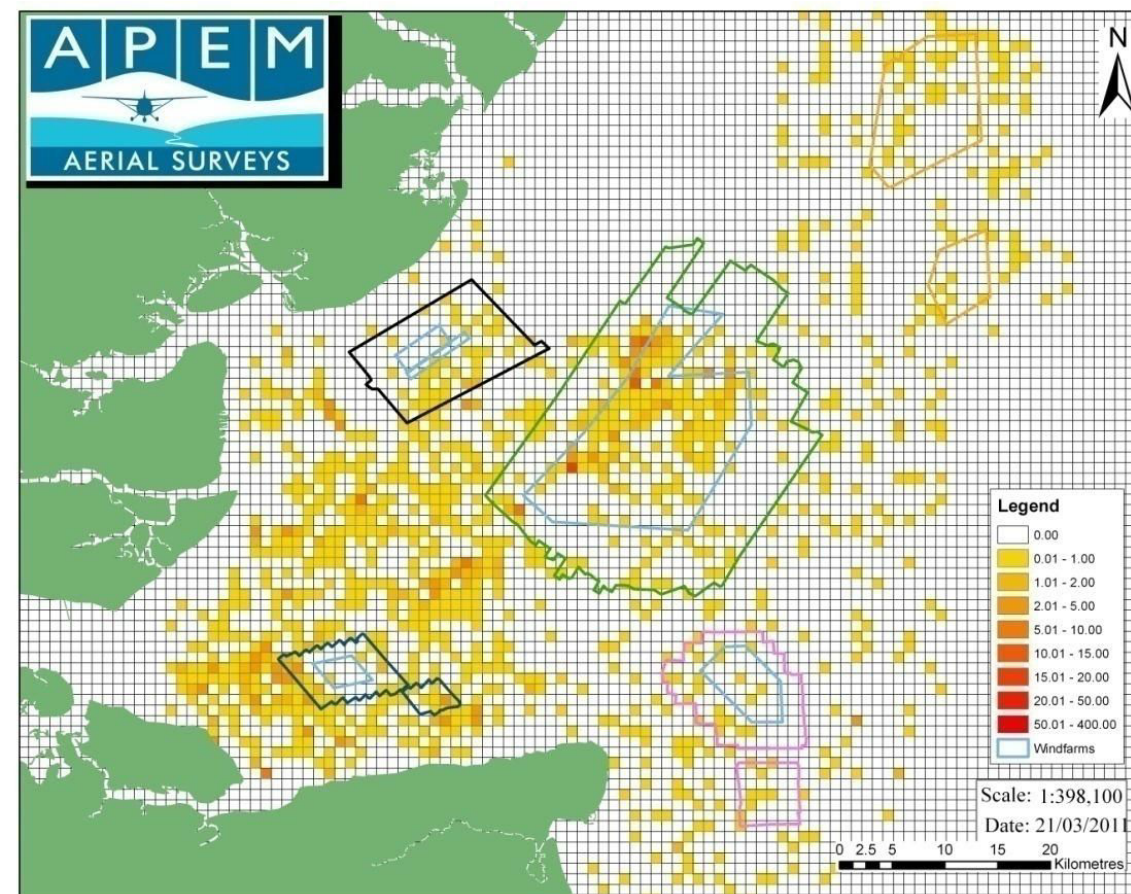 APEM
AERIAL SURVEYS
N
Legend
0.00
0.01 - 1.00
1.01 - 2.00
2.01 - 5.00
5.01 - 10.00
10.01 - 15.00
15.01 - 20.00
20.01 - 50.00
50.01 - 400.00
Windfarms
Scale: 1:398,100
Date: 21/03/2011
0 2.5 5 10 15 20
Kilometres